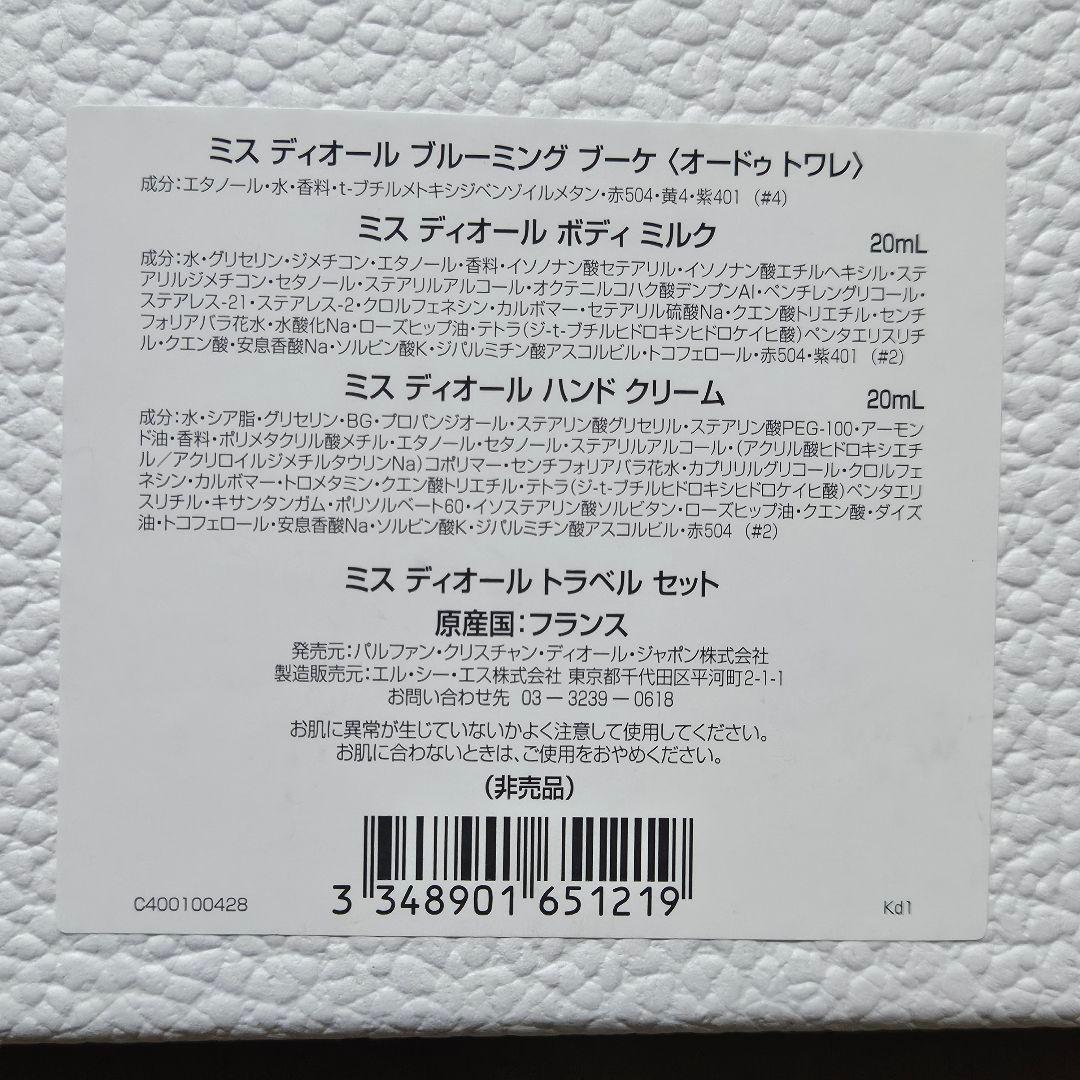 ミス ディオール ブルーミング ブーケ〈オードゥ トワレ〉
成分：エタノール・水・香料・t-ブチルメトキシジベンゾイルメタン・赤504・黄4・紫401（#4）
ミス ディオール ボディ ミルク 20mL
成分：水・グリセリン・ジメチコン・エタノール・香料・イソノナン酸セテアリル・イソノナン酸エチルヘキシル・ステ
アリルジメチコン・セタノール・ステアリルアルコール・オクテニルコハク酸デンプンAl・ペンチレングリコール・
ステアレス-21・ステアレス-2・クロルフェネシン・カルボマー・セテアリル硫酸Na・クエン酸トリエチル・センチ
フォリアバラ花水・水酸化Na・ローズヒップ油・テトラ（ジ-t-ブチルヒドロキシヒドロケイヒ酸）ペンタエリスリチ
ル・クエン酸・安息香酸Na・ソルビン酸K・ジパルミチン酸アスコルビル・トコフェロール・赤504・紫401（#2）
ミス ディオール ハンド クリーム 20mL
成分：水・シア脂・グリセリン・BG・プロパンジオール・ステアリン酸グリセリル・ステアリン酸PEG-100・アーモン
ド油・香料・ポリメタクリル酸メチル・エタノール・セタノール・ステアリルアルコール・（アクリル酸ヒドロキシエチ
ル／アクリロイルジメチルタウリンNa）コポリマー・センチフォリアバラ花水・カプリリルグリコール・クロルフェ
ネシン・カルボマー・トロメタミン・クエン酸トリエチル・テトラ（ジ-t-ブチルヒドロキシヒドロケイヒ酸）ペンタエリ
スリチル・キサンタンガム・ポリソルベート60・イソステアリン酸ソルビタン・ローズヒップ油・クエン酸・ダイズ
油・トコフェロール・安息香酸Na・ソルビン酸K・ジパルミチン酸アスコルビル・赤504（#2）
ミス ディオール トラベル セット
原産国：フランス
発売元：パルファン・クリスチャン・ディオール・ジャポン株式会社
製造販売元：エル・シー・エス株式会社 東京都千代田区平河町2-1-1
お問い合わせ先 03－3239－0618
お肌に異常が生じていないかよく注意して使用してください。
お肌に合わないときは、ご使用をおやめください。
（非売品）
3 348901 651219
C400100428
Kd1